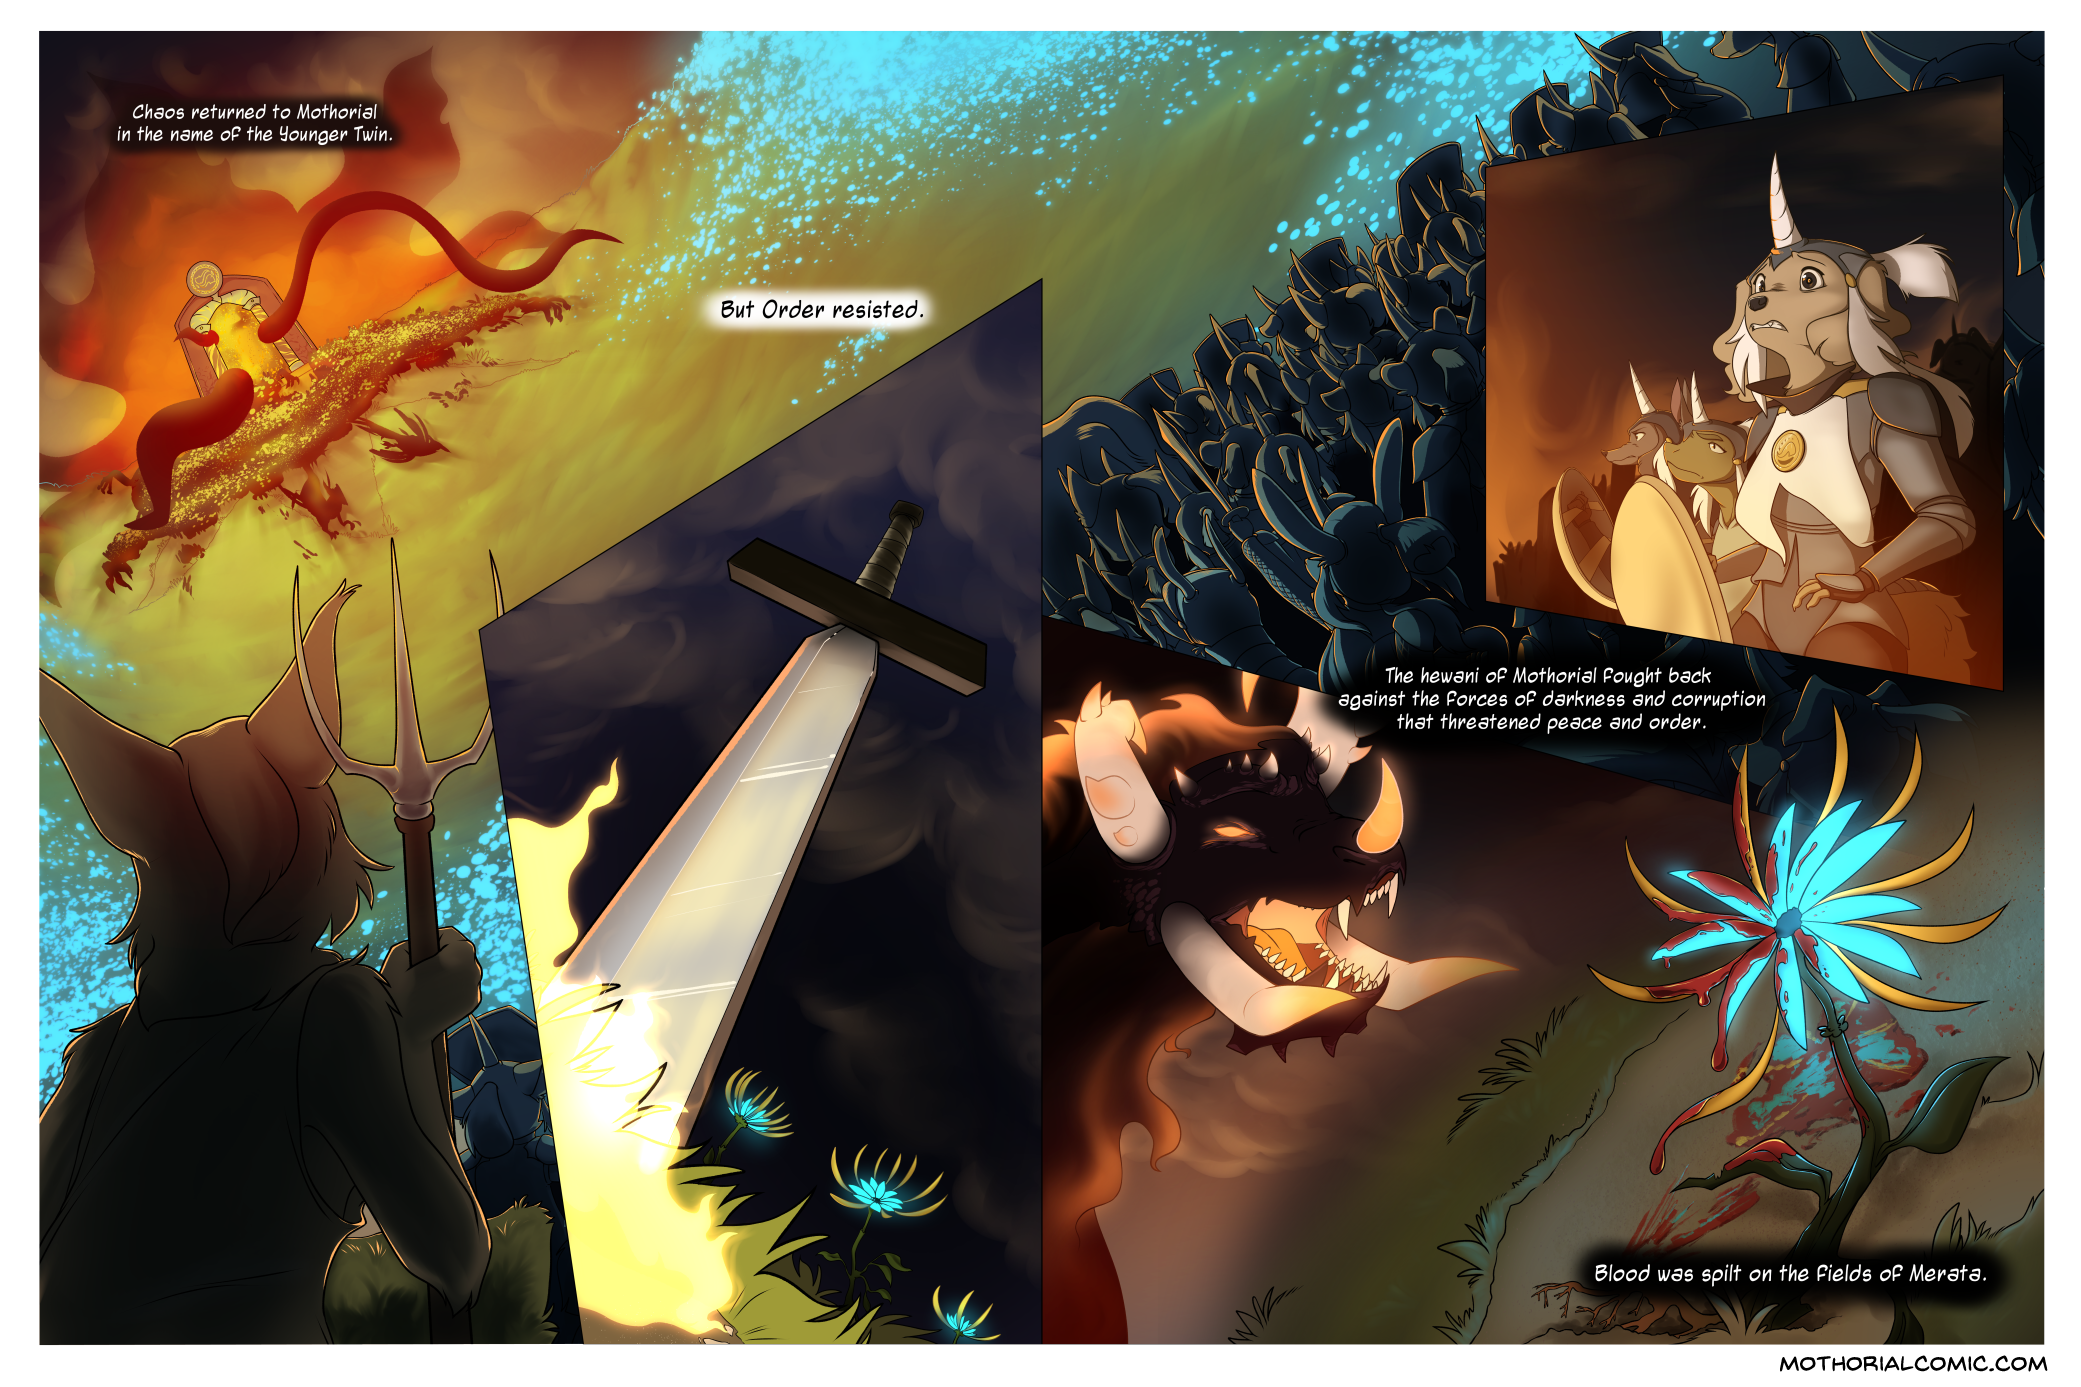 Chaos returned to Mothorial
in the name of the Younger Twin.
But Order resisted.
The hewani of Mothorial fought back
against the forces of darkness and corruption
that threatened peace and order.
Blood was spilt on the fields of Merata.
MOTHORIALCOMIC.COM